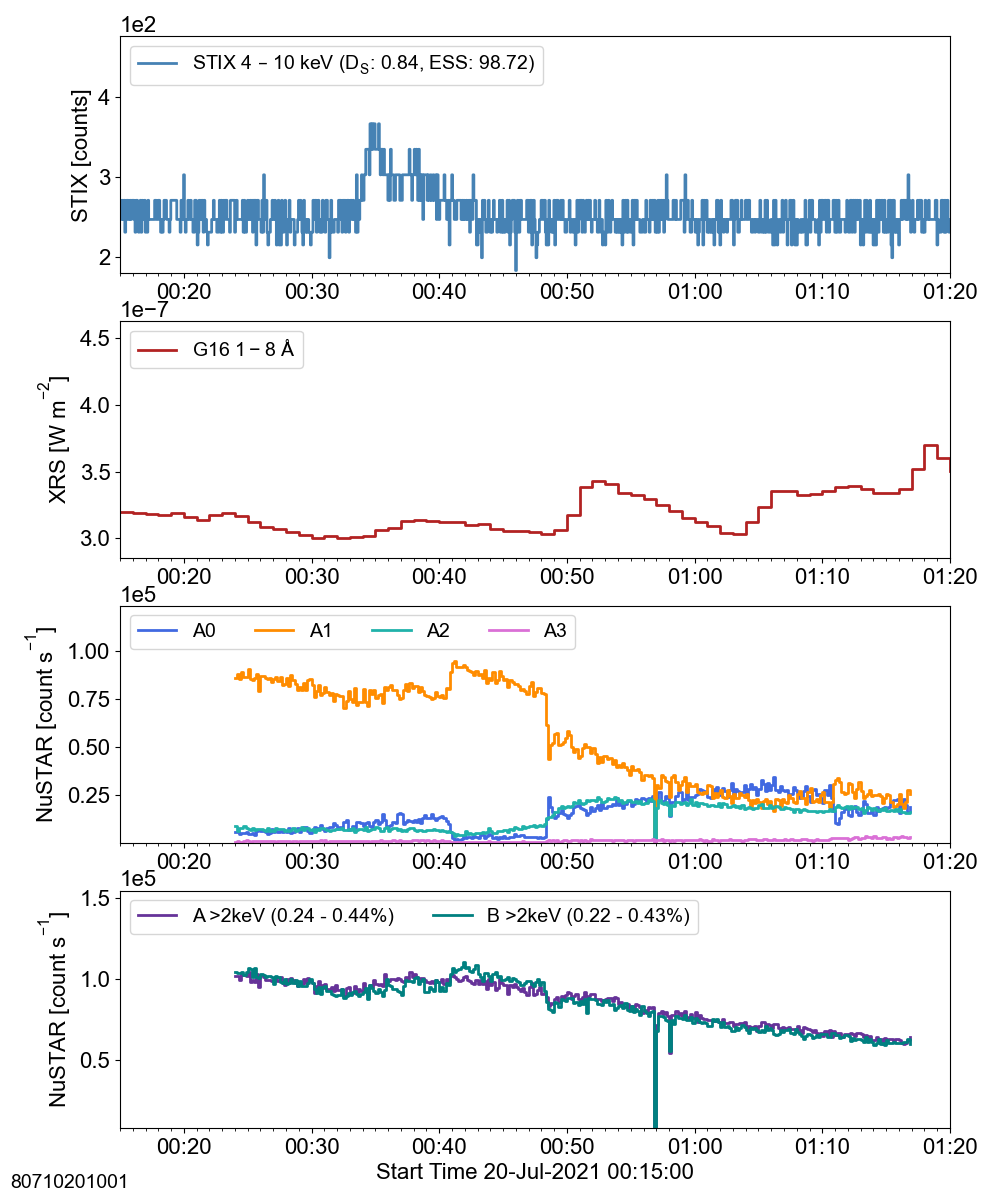 1e2
STIX 4 – 10 keV (D_S: 0.84, ESS: 98.72)
STIX [counts]
4
3
2
00:20 00:30 00:40 00:50 01:00 01:10 01:20
1e−7
G16 1 – 8 Å
XRS [W m⁻²]
4.5
4.0
3.5
3.0
00:20 00:30 00:40 00:50 01:00 01:10 01:20
1e5
A0 A1 A2 A3
NuSTAR [count s⁻¹]
1.00
0.75
0.50
0.25
00:20 00:30 00:40 00:50 01:00 01:10 01:20
1e5
A >2keV (0.24 - 0.44%) B >2keV (0.22 - 0.43%)
NuSTAR [count s⁻¹]
1.5
1.0
0.5
00:20 00:30 00:40 00:50 01:00 01:10 01:20
Start Time 20-Jul-2021 00:15:00
80710201001